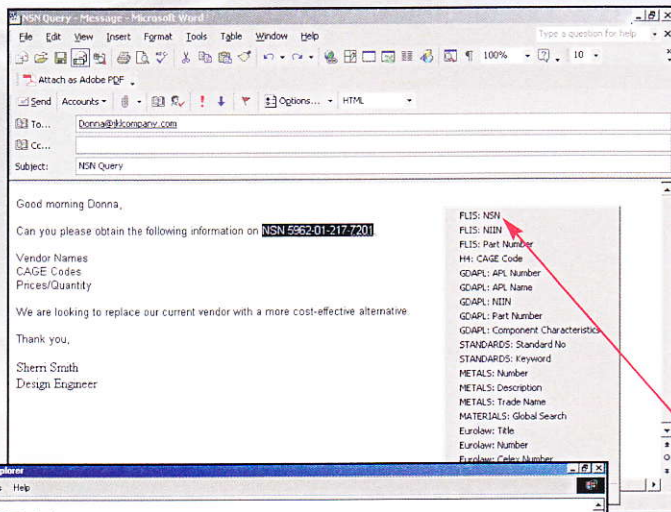 NSN Query - Message - Microsoft Word
File Edit View Insert Format Tools Table Window Help Type a question for help
100% 10
Attach as Adobe PDF
Send Accounts Options... HTML
To... Donna@sklcompany.com
Cc...
Subject: NSN Query
Good morning Donna,
Can you please obtain the following information on NSN 5962-01-217-7201
Vendor Names
CAGE Codes
Prices/Quantity
We are looking to replace our current vendor with a more cost-effective alternative.
Thank you,
Sherri Smith
Design Engineer
FLIS: NSN
FLIS: NIIN
FLIS: Part Number
H4: CAGE Code
GDAPL: APL Number
GDAPL: APL Name
GDAPL: NIIN
GDAPL: Part Number
GDAPL: Component Characteristics
STANDARDS: Standard No
STANDARDS: Keyword
METALS: Number
METALS: Description
METALS: Trade Name
MATERIALS: Global Search
Eurolaw: Title
Eurolaw: Number
Eurolaw: Celex Number
plorer
s Help